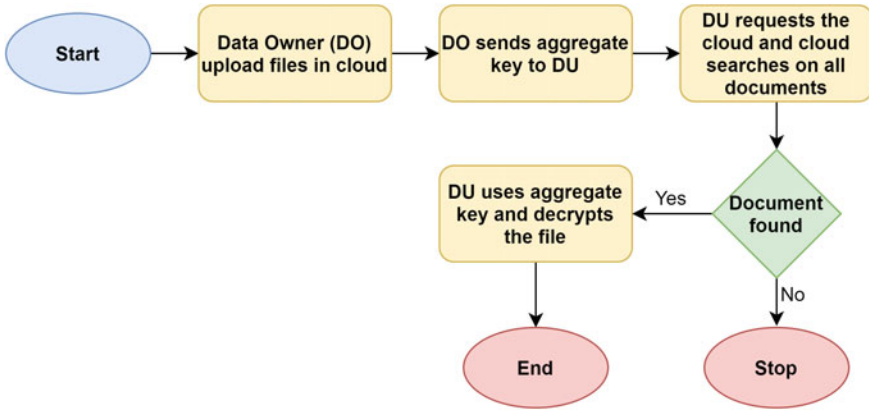 Start
Data Owner (DO)
upload files in cloud
DO sends aggregate
key to DU
DU requests the
cloud and cloud
searches on all
documents
Document
found
Yes
DU uses aggregate
key and decrypts
the file
No
End
Stop